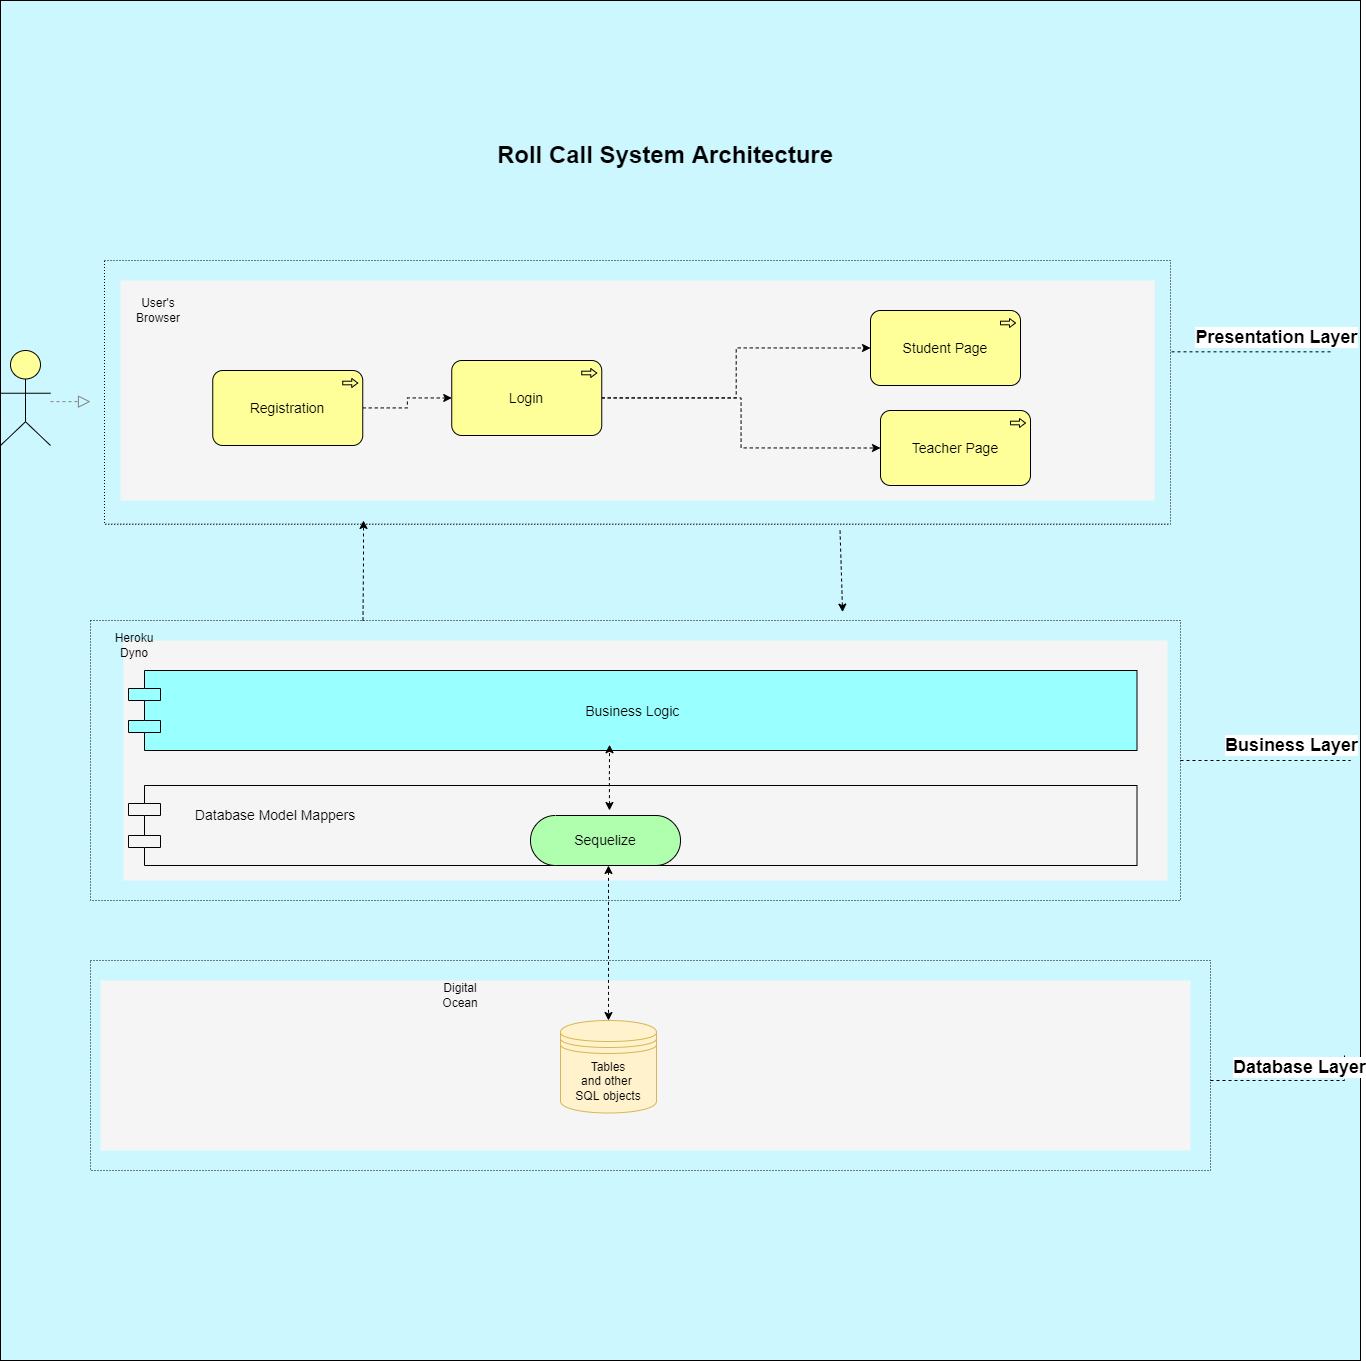 Roll Call System Architecture
User's
Browser
Registration
Login
Student Page
Teacher Page
Presentation Layer
Heroku
Dyno
Business Logic
Business Layer
Database Model Mappers
Sequelize
Digital
Ocean
Tables
and other
SQL objects
Database Layer